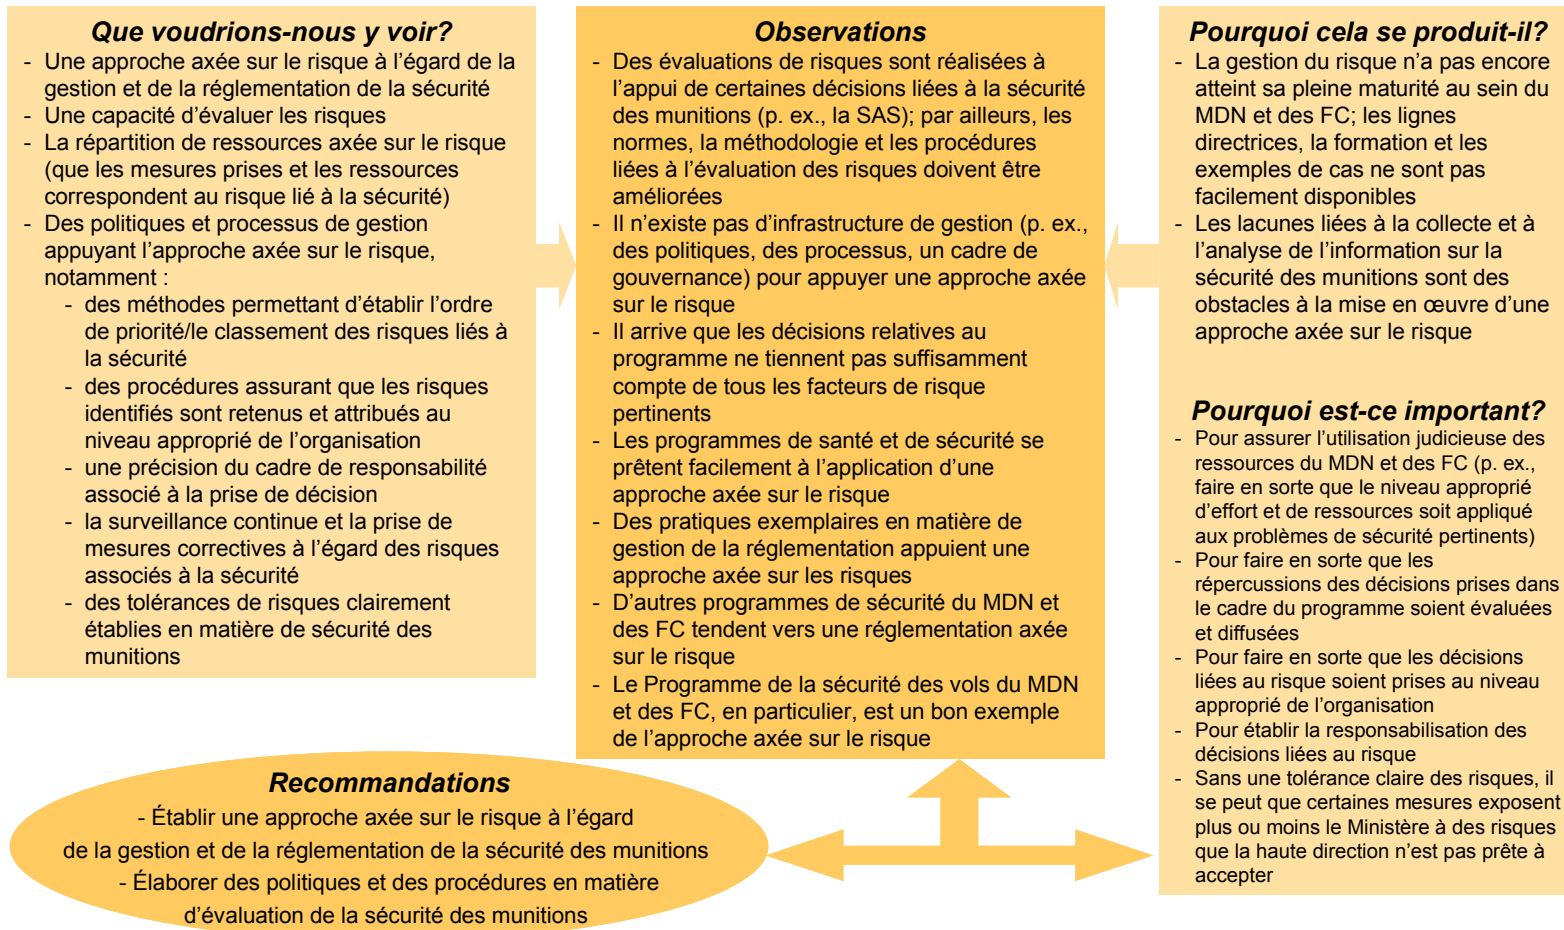 Que voudrions-nous y voir?
- Une approche axée sur le risque à l'égard de la
gestion et de la réglementation de la sécurité
- Une capacité d'évaluer les risques
- La répartition de ressources axée sur le risque
(que les mesures prises et les ressources
correspondent au risque lié à la sécurité)
- Des politiques et processus de gestion
appuyant l'approche axée sur le risque,
notamment :
- des méthodes permettant d'établir l'ordre
de priorité/le classement des risques liés à
la sécurité
- des procédures assurant que les risques
identifiés sont retenus et attribués au
niveau approprié de l'organisation
- une précision du cadre de responsabilité
associé à la prise de décision
- la surveillance continue et la prise de
mesures correctives à l'égard des risques
associés à la sécurité
- des tolérances de risques clairement
établies en matière de sécurité des
munitions
Observations
- Des évaluations de risques sont réalisées à
l'appui de certaines décisions liées à la sécurité
des munitions (p. ex., la SAS); par ailleurs, les
normes, la méthodologie et les procédures
liées à l'évaluation des risques doivent être
améliorées
- Il n'existe pas d'infrastructure de gestion (p. ex.,
des politiques, des processus, un cadre de
gouvernance) pour appuyer une approche axée
sur le risque
- Il arrive que les décisions relatives au
programme ne tiennent pas suffisamment
compte de tous les facteurs de risque
pertinents
- Les programmes de santé et de sécurité se
prêtent facilement à l'application d'une
approche axée sur le risque
- Des pratiques exemplaires en matière de
gestion de la réglementation appuient une
approche axée sur les risques
- D'autres programmes de sécurité du MDN et
des FC tendent vers une réglementation axée
sur le risque
- Le Programme de la sécurité des vols du MDN
et des FC, en particulier, est un bon exemple
de l'approche axée sur le risque
Pourquoi cela se produit-il?
- La gestion du risque n'a pas encore
atteint sa pleine maturité au sein du
MDN et des FC; les lignes
directrices, la formation et les
exemples de cas ne sont pas
facilement disponibles
- Les lacunes liées à la collecte et à
l'analyse de l'information sur la
sécurité des munitions sont des
obstacles à la mise en œuvre d'une
approche axée sur le risque
Pourquoi est-ce important?
- Pour assurer l'utilisation judicieuse des
ressources du MDN et des FC (p. ex.,
faire en sorte que le niveau approprié
d'effort et de ressources soit appliqué
aux problèmes de sécurité pertinents)
- Pour faire en sorte que les
répercussions des décisions prises dans
le cadre du programme soient évaluées
et diffusées
- Pour faire en sorte que les décisions
liées au risque soient prises au niveau
approprié de l'organisation
- Pour établir la responsabilisation des
décisions liées au risque
- Sans une tolérance claire des risques, il
se peut que certaines mesures exposent
plus ou moins le Ministère à des risques
que la haute direction n'est pas prête à
accepter
Recommandations
- Établir une approche axée sur le risque à l'égard
de la gestion et de la réglementation de la sécurité des munitions
- Élaborer des politiques et des procédures en matière
d'évaluation de la sécurité des munitions